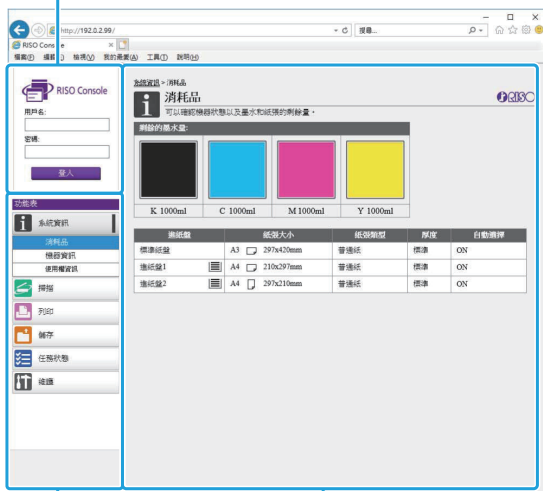 http://192.0.2.99/
搜尋...
RISO Console
檔案(F) 編輯(E) 檢視(V) 我的最愛(A) 工具(O) 說明(H)
RISO Console
用戶名:
密碼:
登入
功能表
系統資訊
消耗品
機器資訊
使用權資訊
掃描
列印
儲存
任務狀態
維護
系統資訊 > 消耗品
消耗品
RISO
可以確認機器狀態以及墨水和紙張的剩餘量。
剩餘的墨水量:
K 1000ml C 1000ml M 1000ml Y 1000ml
進紙盤 紙張大小 紙張類型 厚度 自動選擇
標準紙盤 A3 297x420mm 普通紙 標準 ON
進紙盤1 A4 210x297mm 普通紙 標準 ON
進紙盤2 A4 297x210mm 普通紙 標準 ON